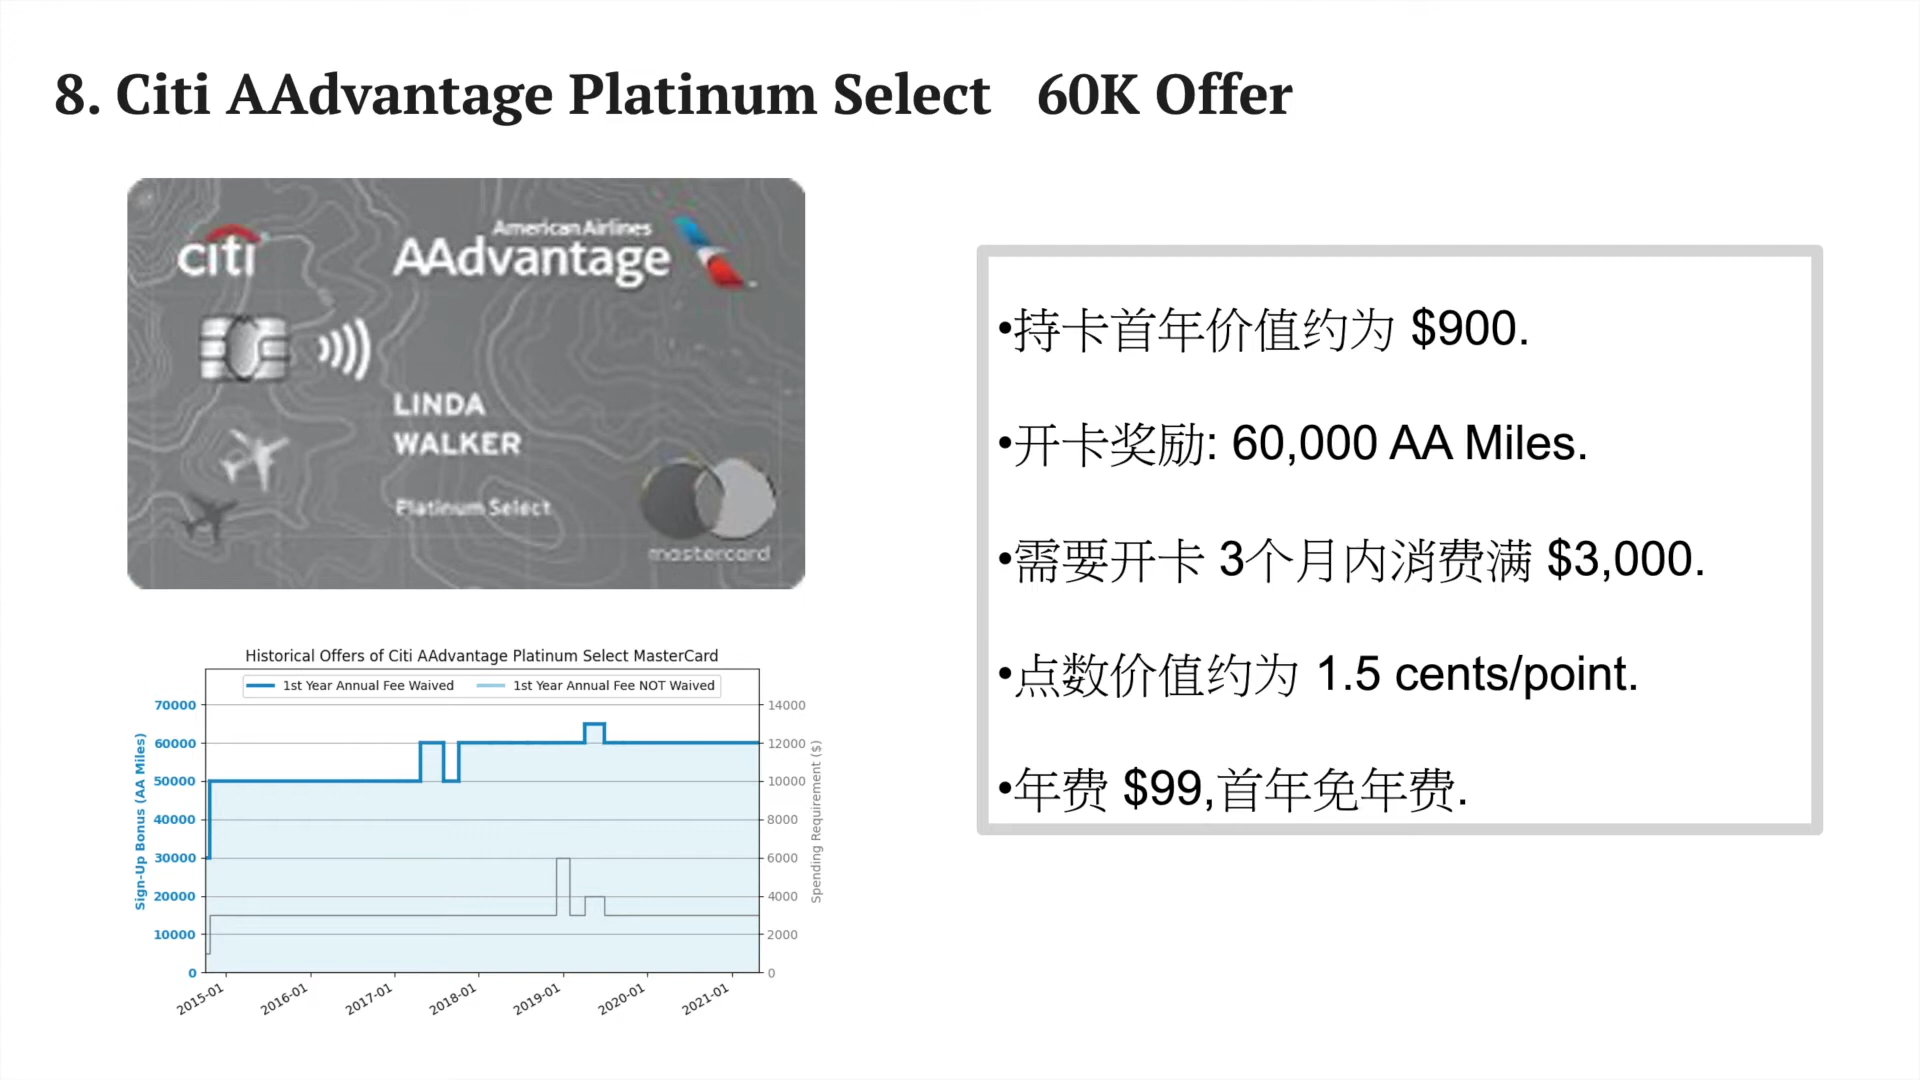 8. Citi AAdvantage Platinum Select 60K Offer
citi
American Airlines
AAdvantage
LINDA
WALKER
Platinum Select
mastercard
•持卡首年价值约为 $900.
•开卡奖励: 60,000 AA Miles.
•需要开卡 3个月内消费满 $3,000.
•点数价值约为 1.5 cents/point.
•年费 $99,首年免年费.
Historical Offers of Citi AAdvantage Platinum Select MasterCard
1st Year Annual Fee Waived
1st Year Annual Fee NOT Waived
Sign-Up Bonus (AA Miles)
70000
60000
50000
40000
30000
20000
10000
0
14000
12000
10000
8000
6000
4000
2000
0
Spending Requirement ($)
2015-01
2016-01
2017-01
2018-01
2019-01
2020-01
2021-01